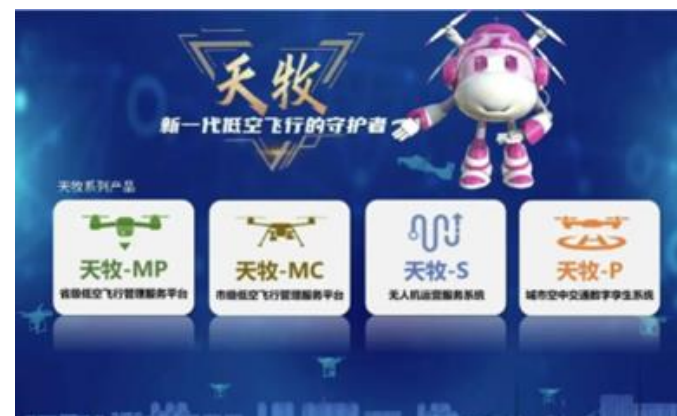 天牧
新一代低空飞行的守护者
天牧系列产品
天牧-MP
省级低空飞行管理服务平台
天牧-MC
市级低空飞行管理服务平台
天牧-S
无人机运营服务系统
天牧-P
城市空中交通数字孪生系统